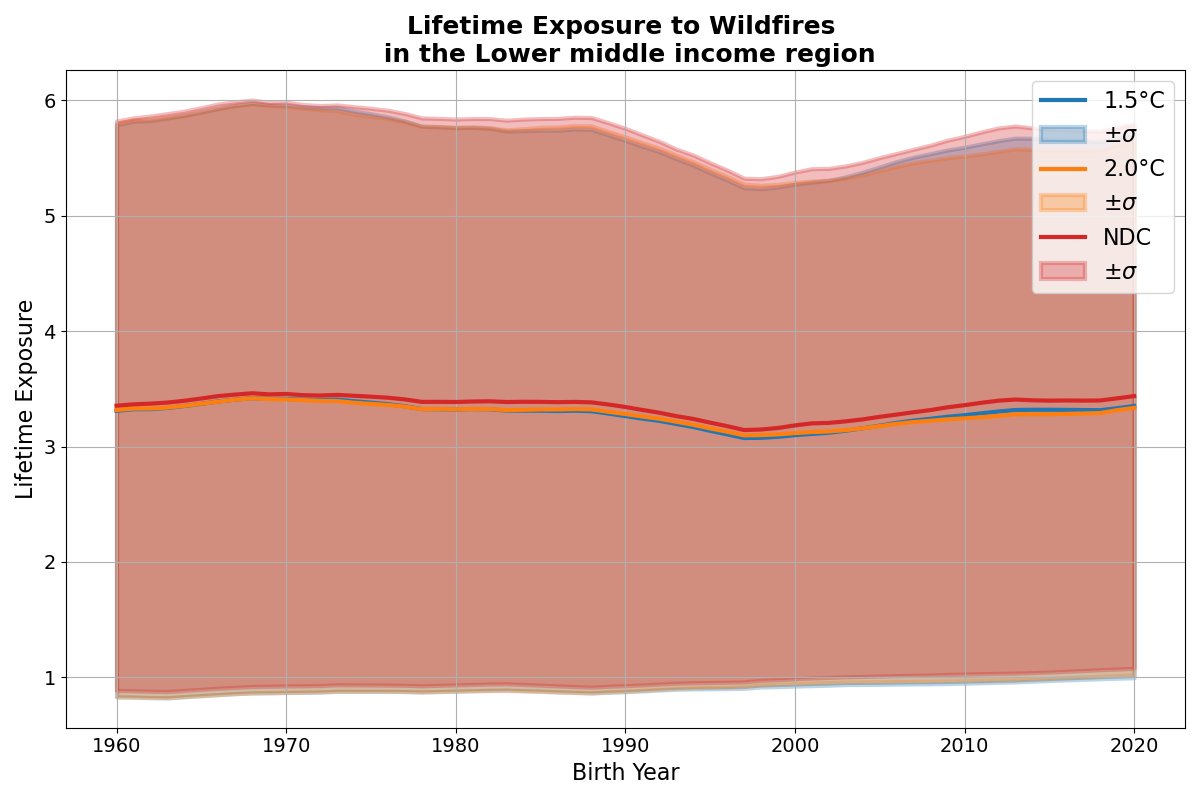 Lifetime Exposure to Wildfires
in the Lower middle income region
Lifetime Exposure
6
5
4
3
2
1
1960 1970 1980 1990 2000 2010 2020
Birth Year
1.5°C
±σ
2.0°C
±σ
NDC
±σ